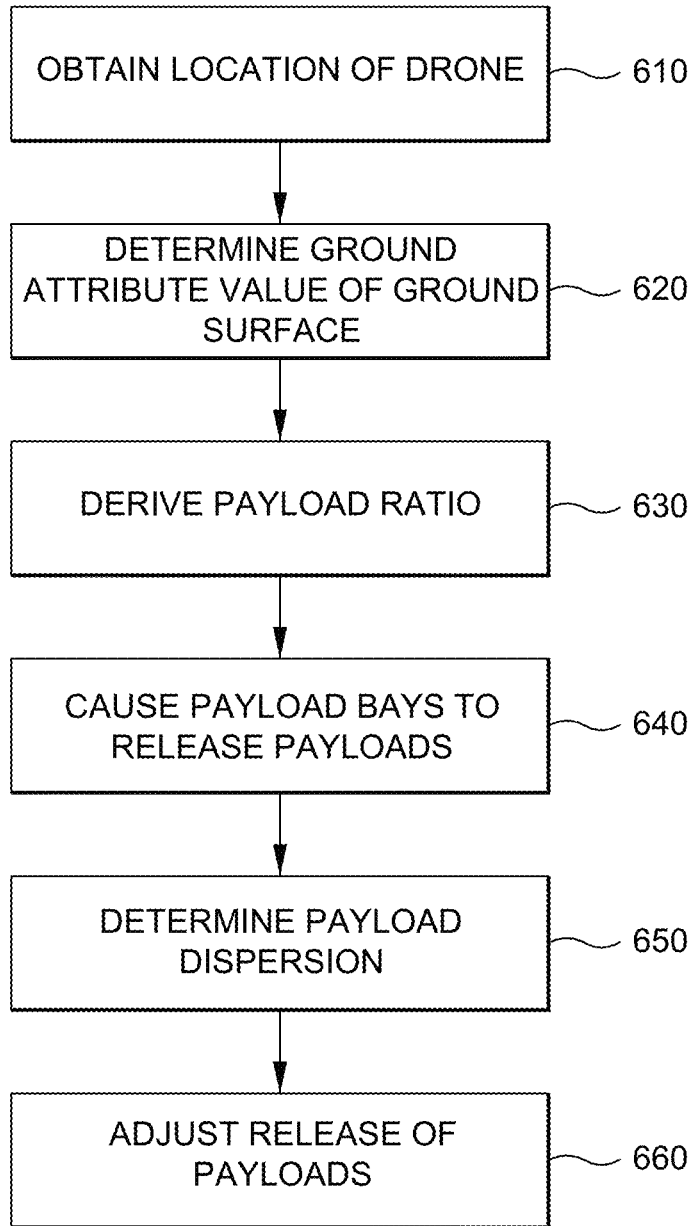 OBTAIN LOCATION OF DRONE
610
DETERMINE GROUND
ATTRIBUTE VALUE OF GROUND
SURFACE
620
DERIVE PAYLOAD RATIO
630
CAUSE PAYLOAD BAYS TO
RELEASE PAYLOADS
640
DETERMINE PAYLOAD
DISPERSION
650
ADJUST RELEASE OF
PAYLOADS
660